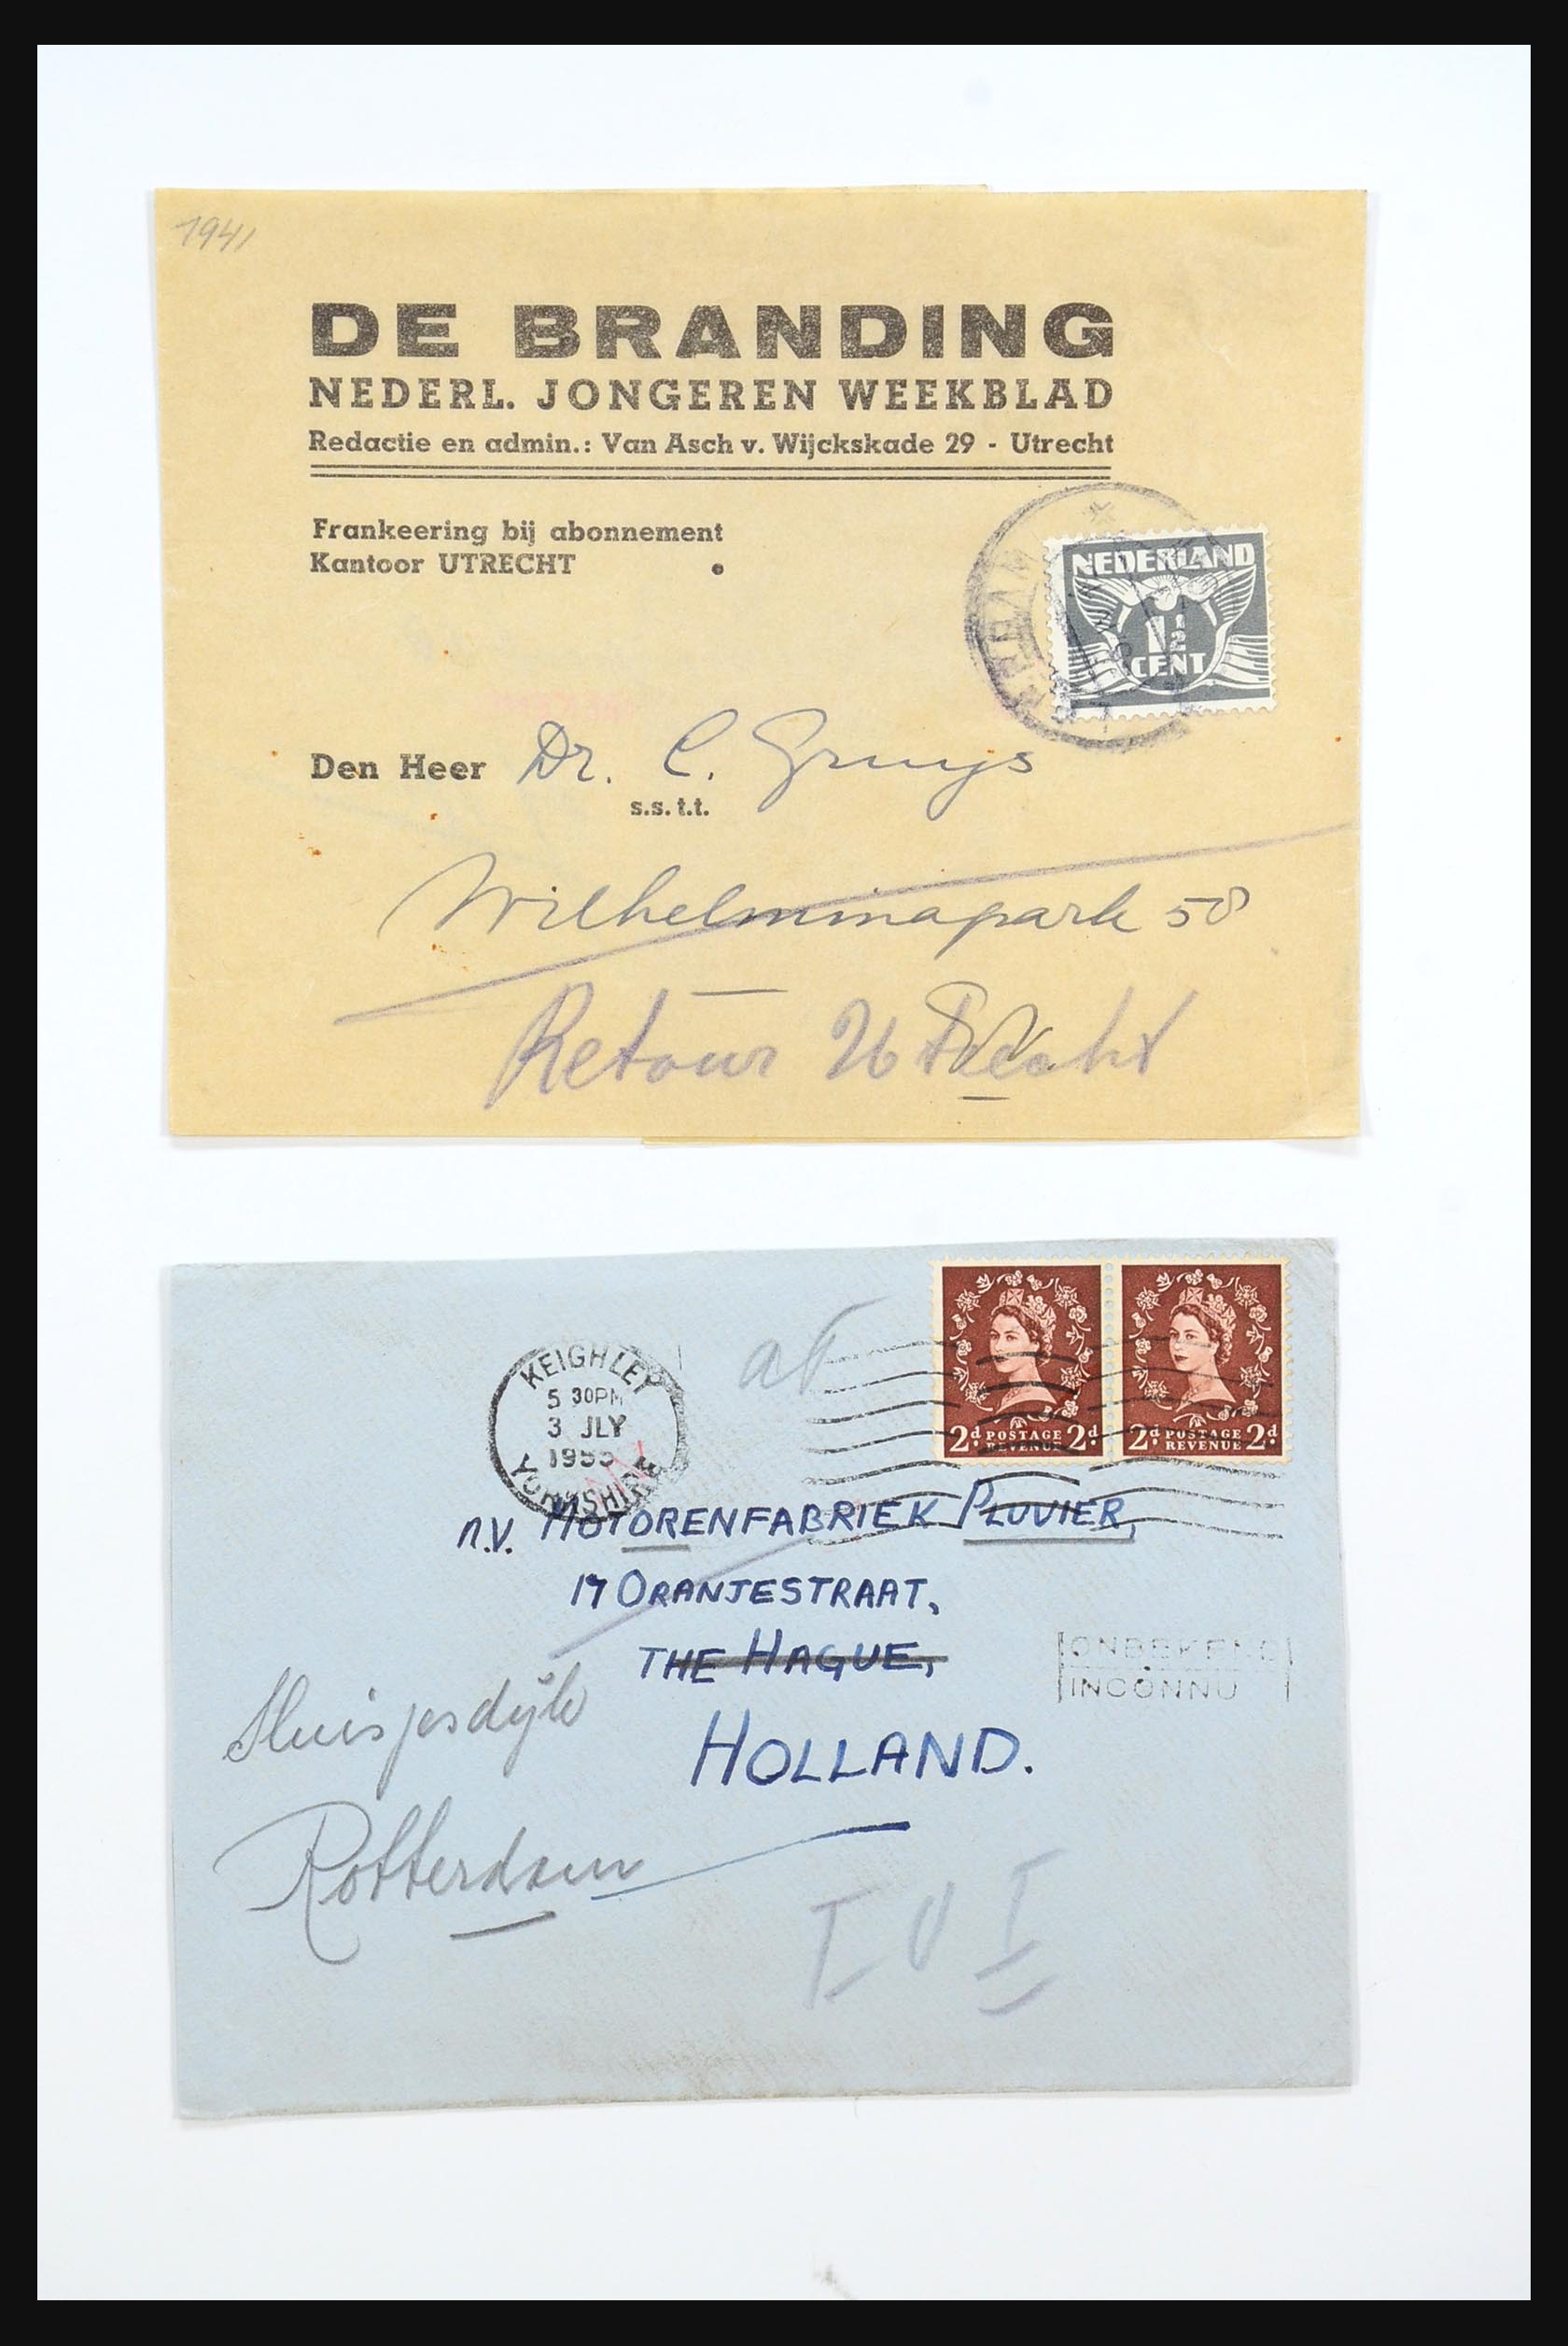 1941
DE BRANDING
NEDERL. JONGEREN WEEKBLAD
Redactie en admin.: Van Asch v. Wijckskade 29 - Utrecht
Frankeering bij abonnement
Kantoor UTRECHT
NEDERLAND
1½
CENT
Den Heer Dr. C. Gruys
s.s. t.t.
Wilhelminapark 58
Retour Utrecht
KEIGHLEY
5 30PM
3 JLY
1955
YORKSHIRE
2d POSTAGE REVENUE 2d
2d POSTAGE REVENUE 2d
N.V. MOTORENFABRIEK PLUVIER,
17 ORANJESTRAAT,
THE HAGUE,
HOLLAND.
ONBEKEND
INCONNU
Sluisjesdijk
Rotterdam